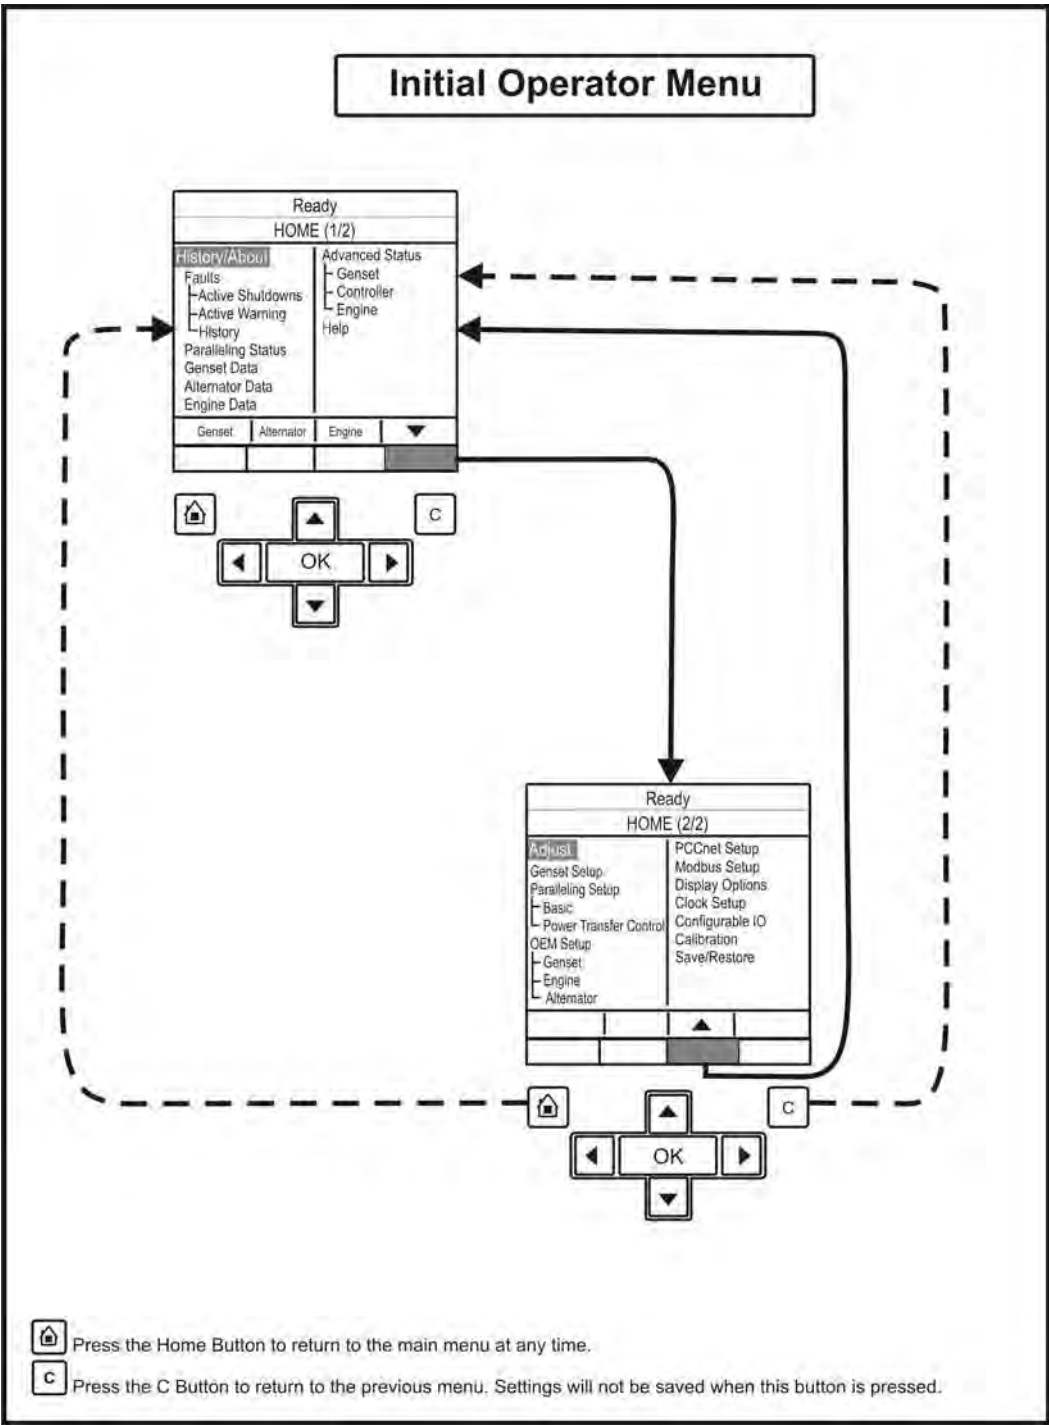 Initial Operator Menu
Ready
HOME (1/2)
History/About
Faults
Active Shutdowns
Active Warning
History
Paralleling Status
Genset Data
Alternator Data
Engine Data
Advanced Status
Genset
Controller
Engine
Help
Genset Alternator Engine
C
OK
Ready
HOME (2/2)
Adjust
Genset Setup
Paralleling Setup
Basic
Power Transfer Control
OEM Setup
Genset
Engine
Alternator
PCCnet Setup
Modbus Setup
Display Options
Clock Setup
Configurable IO
Calibration
Save/Restore
C
OK
Press the Home Button to return to the main menu at any time.
C Press the C Button to return to the previous menu. Settings will not be saved when this button is pressed.